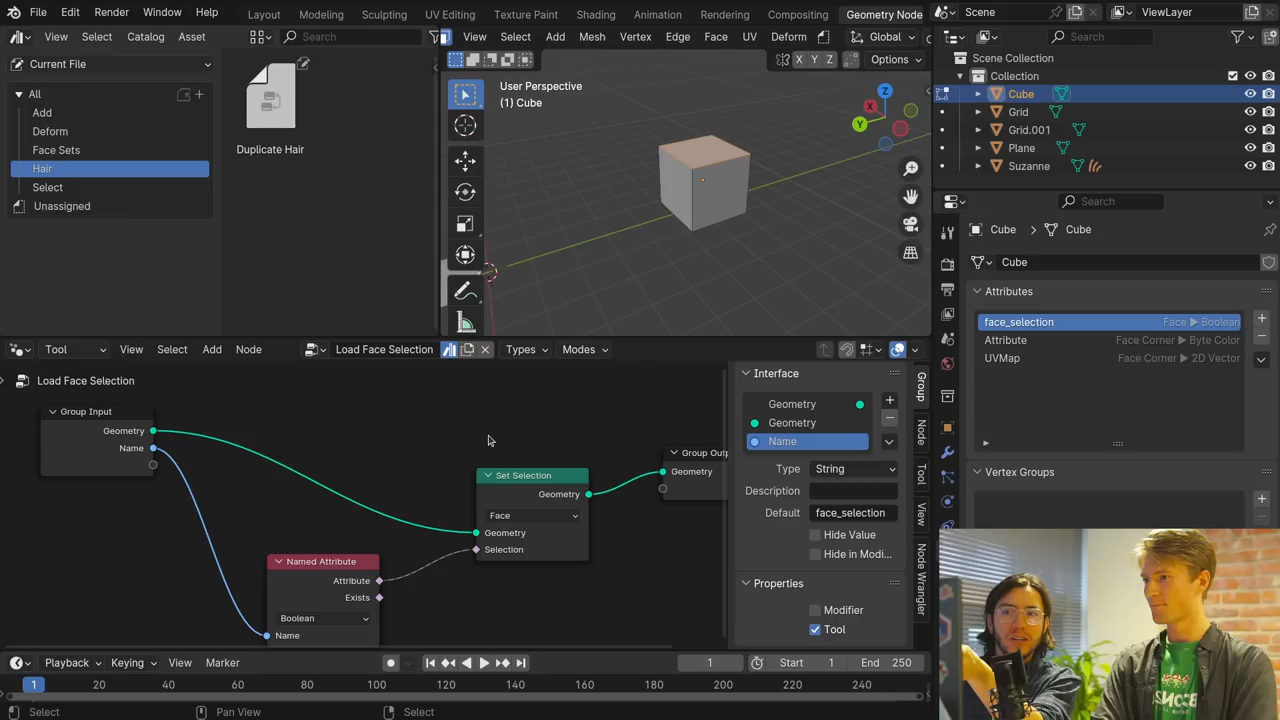 File Edit Render Window Help Layout Modeling Sculpting UV Editing Texture Paint Shading Animation Rendering Compositing Geometry Node Scene ViewLayer
View Select Catalog Asset Search
View Select Add Mesh Vertex Edge Face UV Deform Global
Search
Current File
X Y Z Options
All
Add
Deform
Face Sets
Hair
Select
Unassigned
Duplicate Hair
User Perspective
(1) Cube
Z
X
Y
Scene Collection
Collection
Cube
Grid
Grid.001
Plane
Suzanne
Search
Cube Cube
Cube
Attributes
face_selection Face ▶ Boolean
Attribute Face Corner ▶ Byte Color
UVMap Face Corner ▶ 2D Vector
Vertex Groups
Tool View Select Add Node Load Face Selection Types Modes
Load Face Selection
Group Input
Geometry
Name
Named Attribute
Attribute
Exists
Boolean
Name
Set Selection
Geometry
Face
Geometry
Selection
Group Out
Geometry
Interface
Geometry
Geometry
Name
Type String
Description
Default face_selection
Hide Value
Hide in Modi...
Properties
Modifier
Tool
Group
Node
Tool
View
Node Wrangler
Playback Keying View Marker 1 Start 1 End 250
1 20 40 60 80 100 120 140 160 180 200 220 240
Select Pan View Select